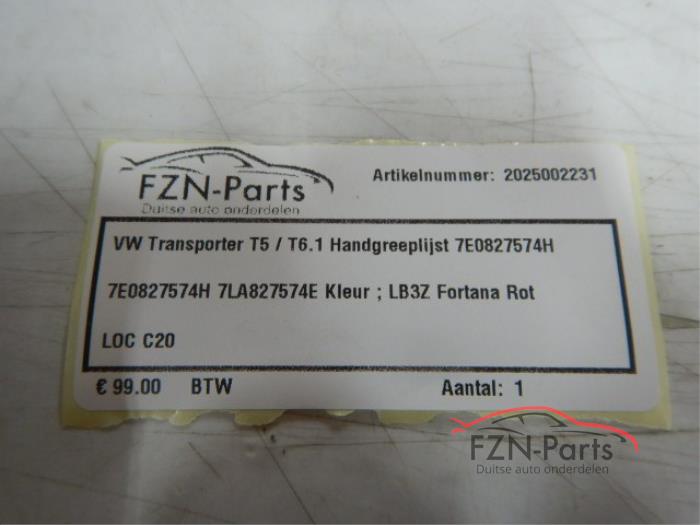 FZN-Parts
Duitse auto onderdelen
Artikelnummer: 2025002231
VW Transporter T5 / T6.1 Handgreeplijst 7E0827574H
7E0827574H 7LA827574E Kleur ; LB3Z Fortana Rot
LOC C20
€ 99.00 BTW Aantal: 1
FZN-Parts
Duitse auto onderdelen